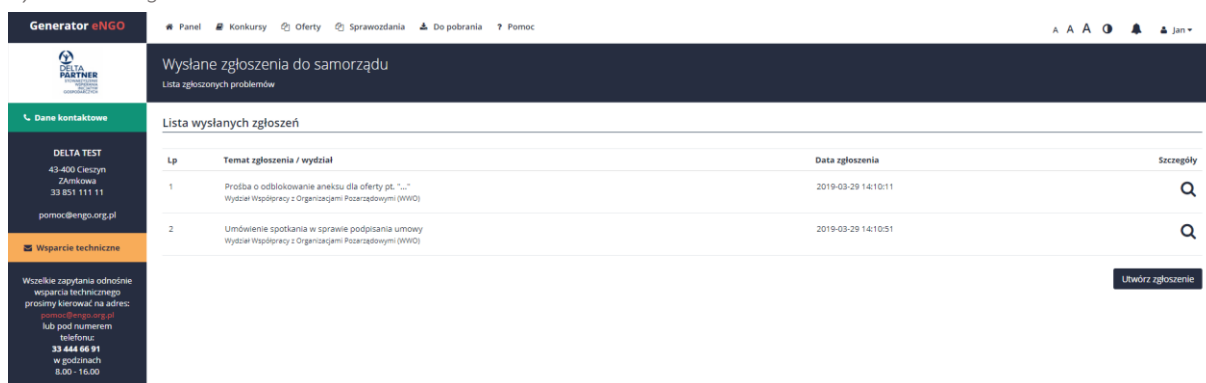 Generator eNGO
Panel Konkursy Oferty Sprawozdania Do pobrania ? Pomoc
A A A Jan
DELTA
PARTNER
Wysłane zgłoszenia do samorządu
Lista zgłoszonych problemów
Dane kontaktowe
DELTA TEST
43-400 Cieszyn
ZAmkowa
33 851 111 11
pomoc@engo.org.pl
Wsparcie techniczne
Wszelkie zapytania odnośnie
wsparcia technicznego
prosimy kierować na adres:
pomoc@engo.org.pl
lub pod numerem
telefonu:
33 444 66 91
w godzinach
8.00 - 16.00
Lista wysłanych zgłoszeń
Lp Temat zgłoszenia / wydział Data zgłoszenia Szczegóły
1 Prośba o odblokowanie aneksu dla oferty pt. "..." 2019-03-29 14:10:11
Wydział Współpracy z Organizacjami Pozarządowymi (WWO)
2 Umówienie spotkania w sprawie podpisania umowy 2019-03-29 14:10:51
Wydział Współpracy z Organizacjami Pozarządowymi (WWO)
Utwórz zgłoszenie